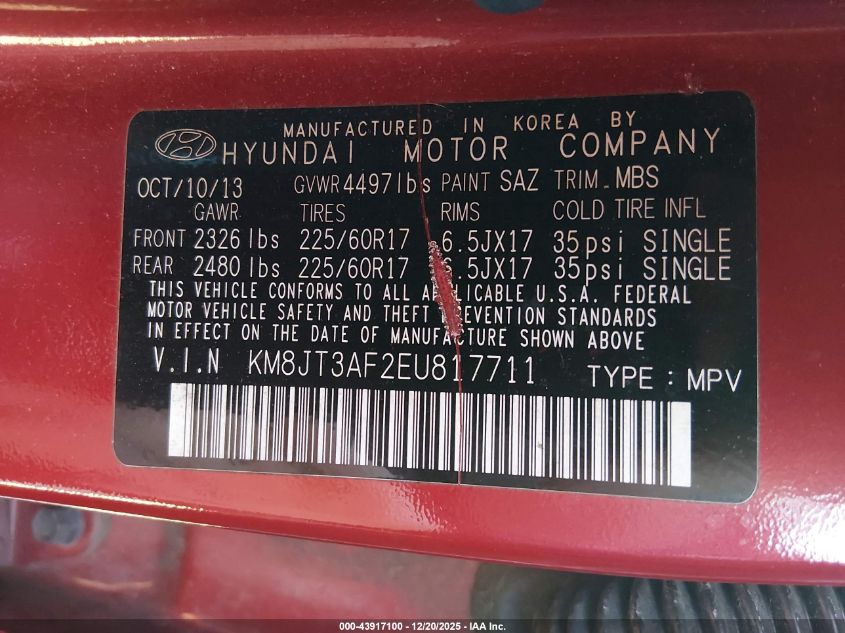 MANUFACTURED IN KOREA BY
HYUNDAI MOTOR COMPANY
OCT/10/13 GVWR 4497lbs PAINT SAZ TRIM_MBS
GAWR TIRES RIMS COLD TIRE INFL
FRONT 2326 lbs 225/60R17 6.5JX17 35psi SINGLE
REAR 2480 lbs 225/60R17 6.5JX17 35psi SINGLE
THIS VEHICLE CONFORMS TO ALL APPLICABLE U.S.A. FEDERAL
MOTOR VEHICLE SAFETY AND THEFT PREVENTION STANDARDS
IN EFFECT ON THE DATE OF MANUFACTURE SHOWN ABOVE
V.I.N KM8JT3AF2EU817711 TYPE : MPV
000-43917100 - 12/20/2025 - IAA Inc.